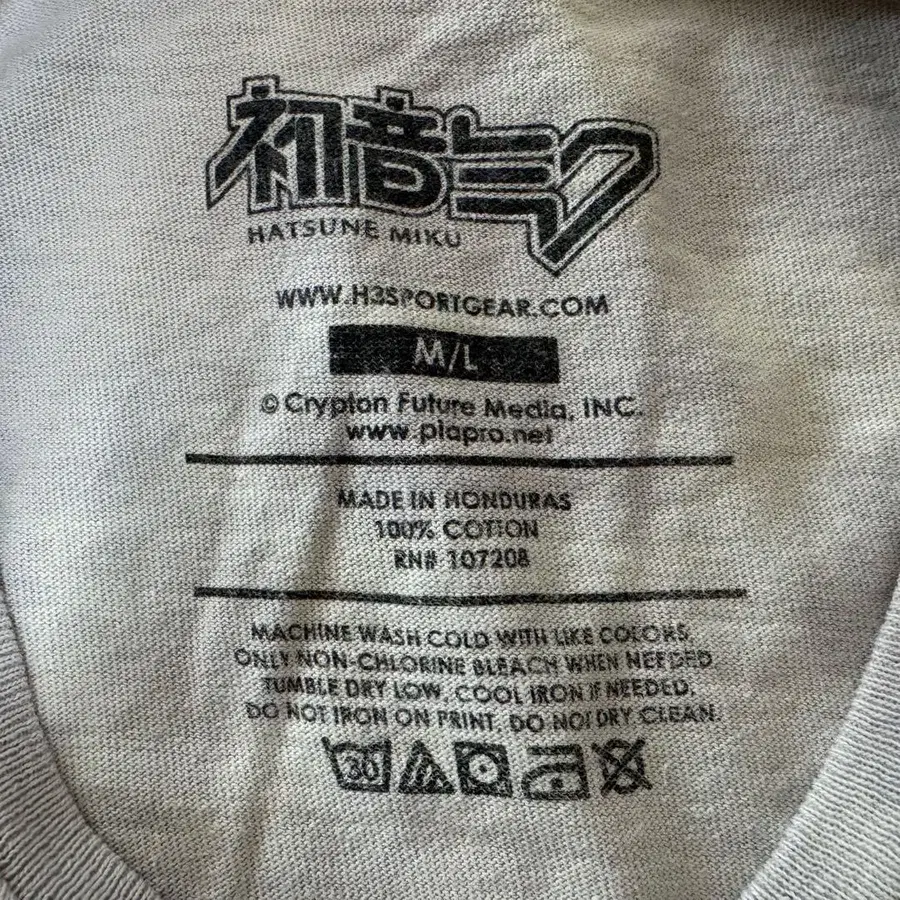 初音ミク
HATSUNE MIKU
WWW.H3SPORTGEAR.COM
M/L
© Crypton Future Media, INC.
www.piapro.net
MADE IN HONDURAS
100% COTTON
RN# 107208
MACHINE WASH COLD WITH LIKE COLORS.
ONLY NON-CHLORINE BLEACH WHEN NEEDED.
TUMBLE DRY LOW. COOL IRON IF NEEDED.
DO NOT IRON ON PRINT. DO NOT DRY CLEAN.
30